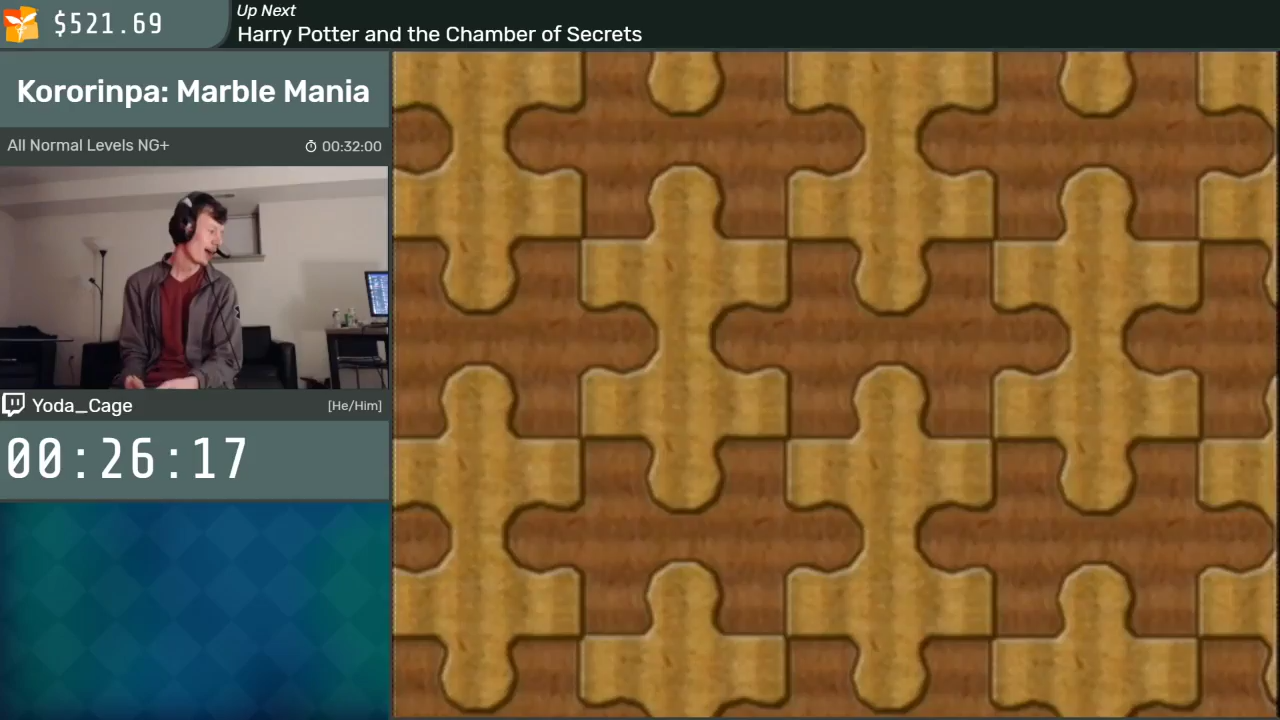 $521.69
Up Next
Harry Potter and the Chamber of Secrets
Kororinpa: Marble Mania
All Normal Levels NG+
00:32:00
Yoda_Cage
[He/Him]
00:26:17